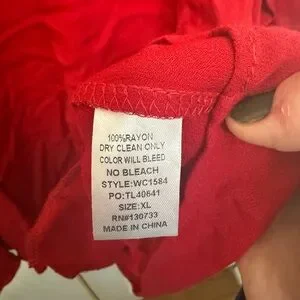 100%RAYON
DRY CLEAN ONLY
COLOR WILL BLEED
NO BLEACH
STYLE:WC1584
PO:TL40641
SIZE:XL
RN#130733
MADE IN CHINA